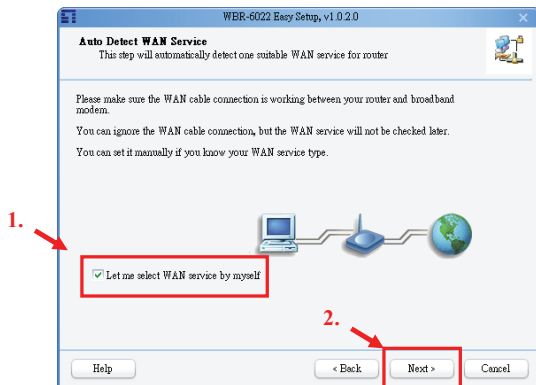 WBR-6022 Easy Setup, v1.0.2.0
Auto Detect WAN Service
This step will automatically detect one suitable WAN service for router
Please make sure the WAN cable connection is working between your router and broadband
modem.
You can ignore the WAN cable connection, but the WAN service will not be checked later.
You can set it manually if you know your WAN service type.
1.
Let me select WAN service by myself
2.
Help
< Back
Next >
Cancel